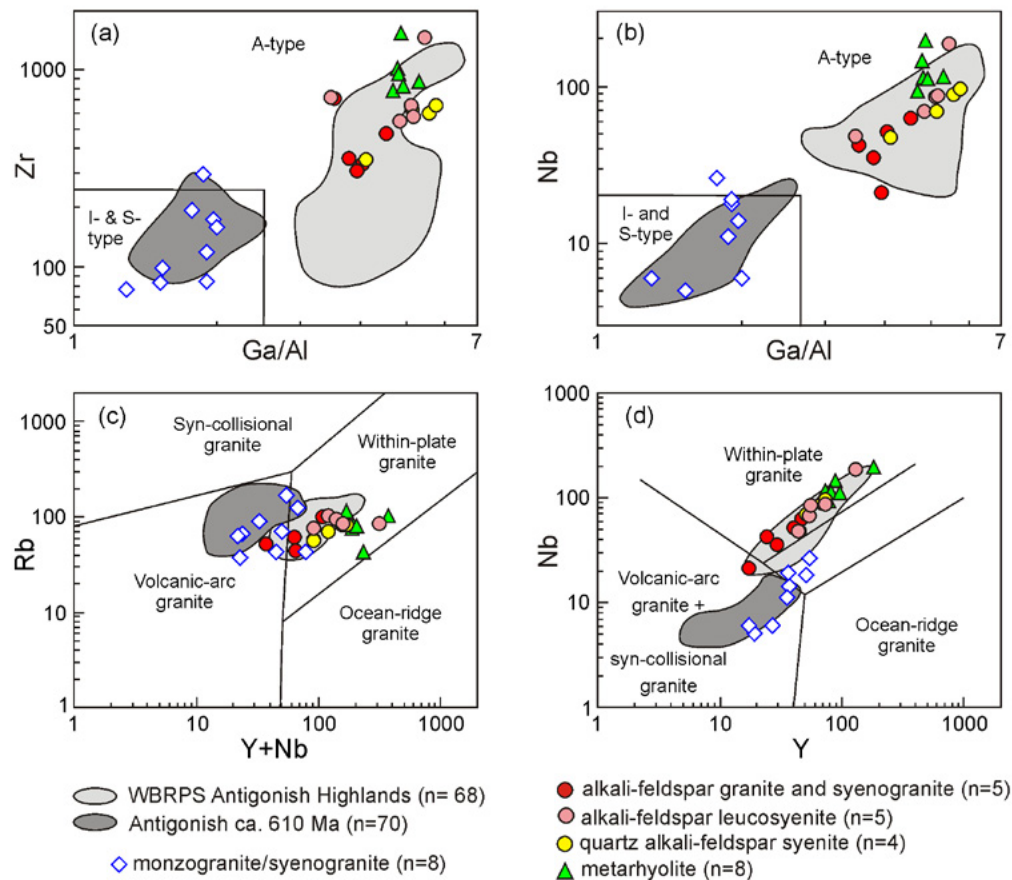 (a)
A-type
1000
Zr
I- & S-
type
100
50
1
Ga/Al
7
(b)
A-type
100
Nb
I- and
S-type
10
1
Ga/Al
7
(c)
Syn-collisional
granite
Within-plate
granite
1000
100
Rb
10
1
Volcanic-arc
granite
Ocean-ridge
granite
10
100
1000
Y+Nb
(d)
1000
Within-plate
granite
100
Nb
Volcanic-arc
granite +
10
syn-collisional
granite
Ocean-ridge
granite
1
1
10
100
1000
Y
WBRPS Antigonish Highlands (n= 68)
Antigonish ca. 610 Ma (n=70)
monzogranite/syenogranite (n=8)
alkali-feldspar granite and syenogranite (n=5)
alkali-feldspar leucosyenite (n=5)
quartz alkali-feldspar syenite (n=4)
metarhyolite (n=8)